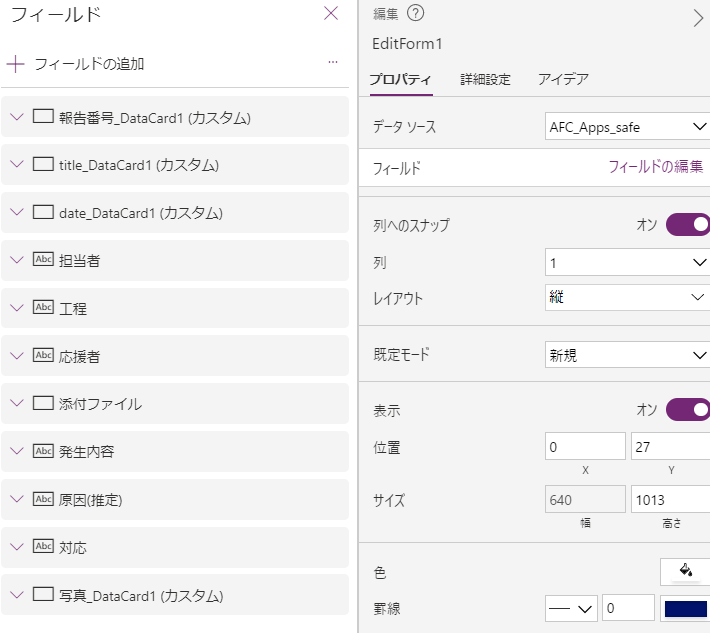 フィールド
フィールドの追加
...
報告番号_DataCard1 (カスタム)
title_DataCard1 (カスタム)
date_DataCard1 (カスタム)
Abc 担当者
Abc 工程
Abc 応援者
添付ファイル
Abc 発生内容
Abc 原因(推定)
Abc 対応
写真_DataCard1 (カスタム)
編集 ?
EditForm1
プロパティ 詳細設定 アイデア
データ ソース AFC_Apps_safe
フィールド フィールドの編集
列へのスナップ オン
列 1
レイアウト 縦
既定モード 新規
表示 オン
位置 0 27
X Y
サイズ 640 1013
幅 高さ
色
罫線 0